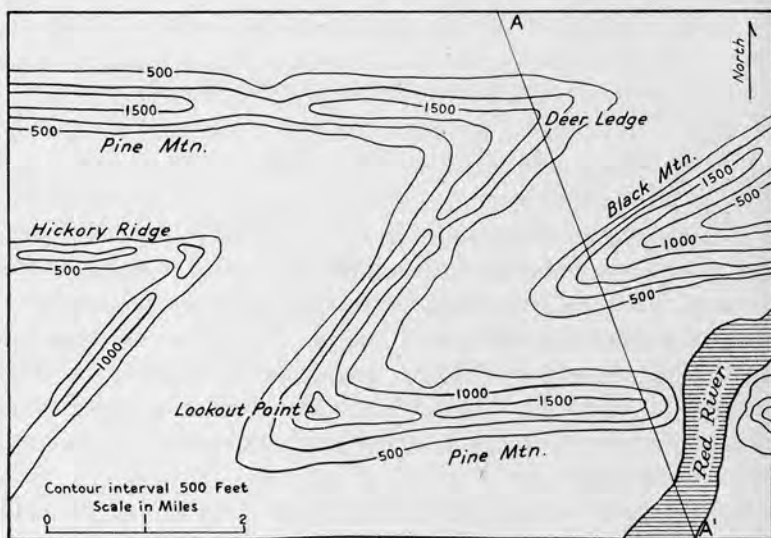 A
North
500
1500
1500
500
Pine Mtn.
Deer Ledge
Black Mtn.
1500
500
1000
500
Hickory Ridge
500
1000
Lookout Point
1000
1500
500
Pine Mtn.
Red River
Contour interval 500 Feet
Scale in Miles
0 1 2
A'